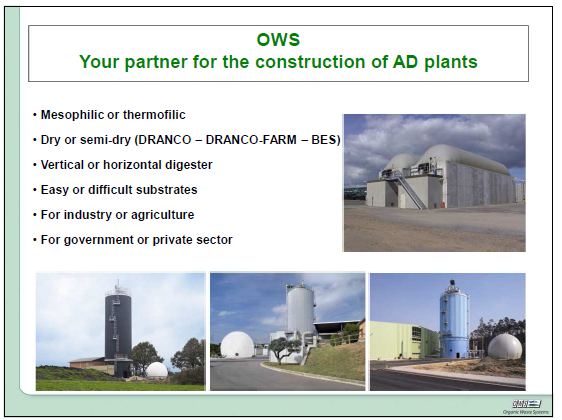 OWS
Your partner for the construction of AD plants
• Mesophilic or thermofilic
• Dry or semi-dry (DRANCO – DRANCO-FARM – BES)
• Vertical or horizontal digester
• Easy or difficult substrates
• For industry or agriculture
• For government or private sector
OWS
Organic Waste Systems